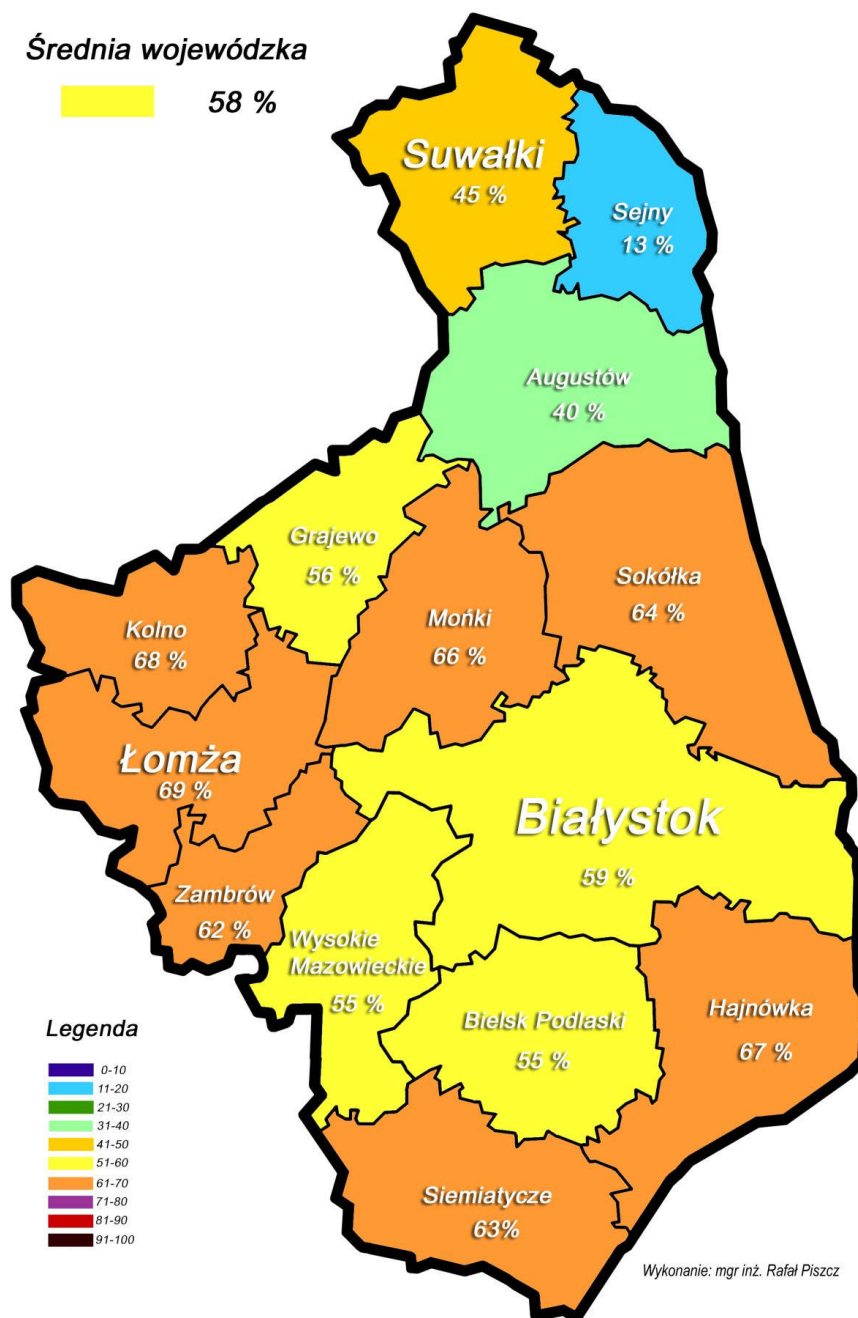 Średnia wojewódzka
58 %
Suwałki
45 %
Sejny
13 %
Augustów
40 %
Grajewo
56 %
Sokółka
64 %
Kolno
68 %
Mońki
66 %
Łomża
69 %
Białystok
59 %
Zambrów
62 %
Wysokie
Mazowieckie
55 %
Bielsk Podlaski
55 %
Hajnówka
67 %
Siemiatycze
63%
Legenda
0-10
11-20
21-30
31-40
41-50
51-60
61-70
71-80
81-90
91-100
Wykonanie: mgr inż. Rafał Piszcz